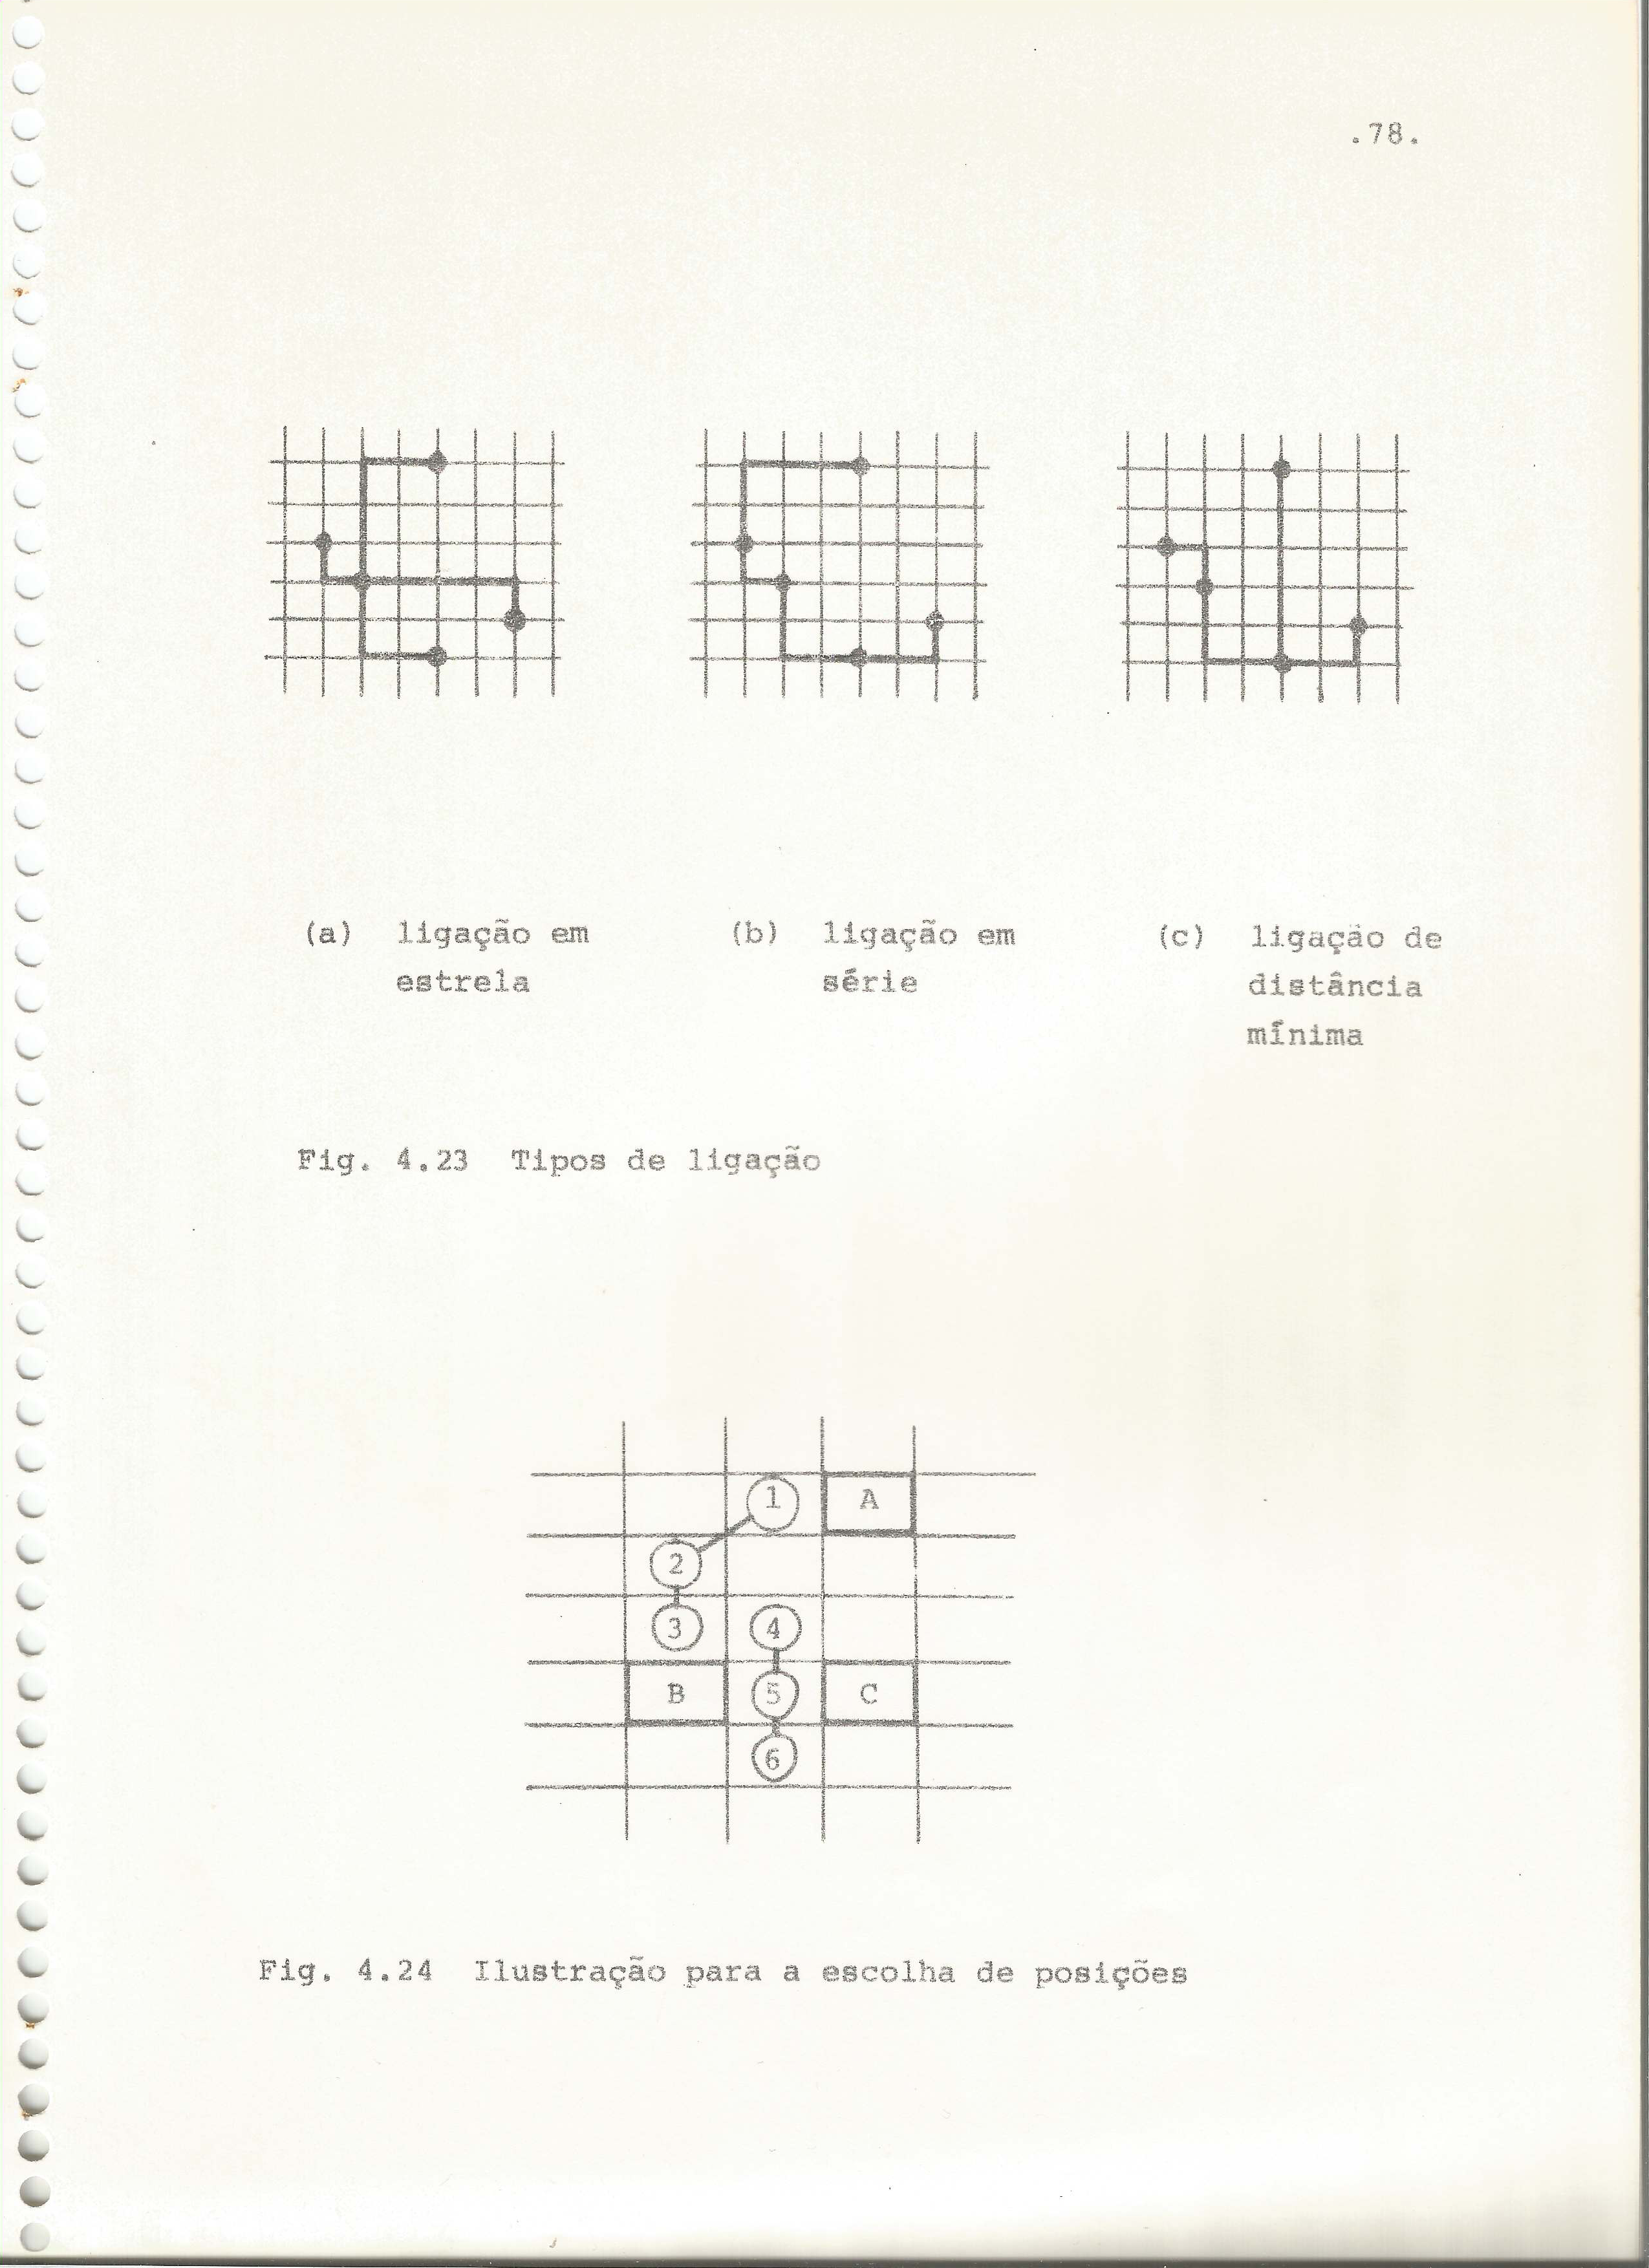 .78.
(a) ligação em
estrela
(b) ligação em
série
(c) ligação de
distância
mínima
Fig. 4.23 Tipos de ligação
1 A
2
3 4
B 5 C
6
Fig. 4.24 Ilustração para a escolha de posições